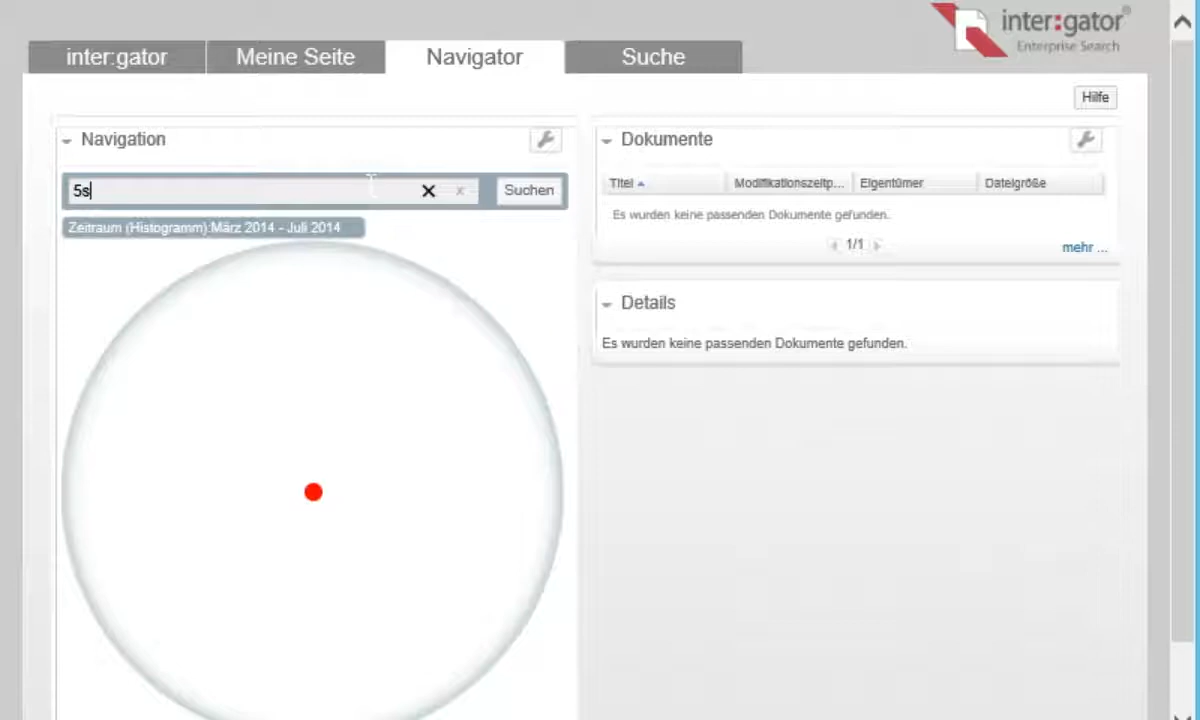 inter:gator®
Enterprise Search
inter:gator
Meine Seite
Navigator
Suche
Hilfe
Navigation
5s
Suchen
Zeitraum (Histogramm):März 2014 - Juli 2014
Dokumente
Titel
Modifikationszeitp...
Eigentümer
Dateigröße
Es wurden keine passenden Dokumente gefunden.
1/1
mehr ...
Details
Es wurden keine passenden Dokumente gefunden.